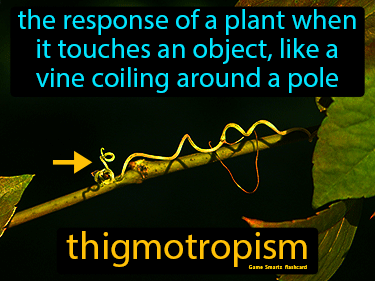 the response of a plant when
it touches an object, like a
vine coiling around a pole
thigmotropism
Game Smartz flashcard